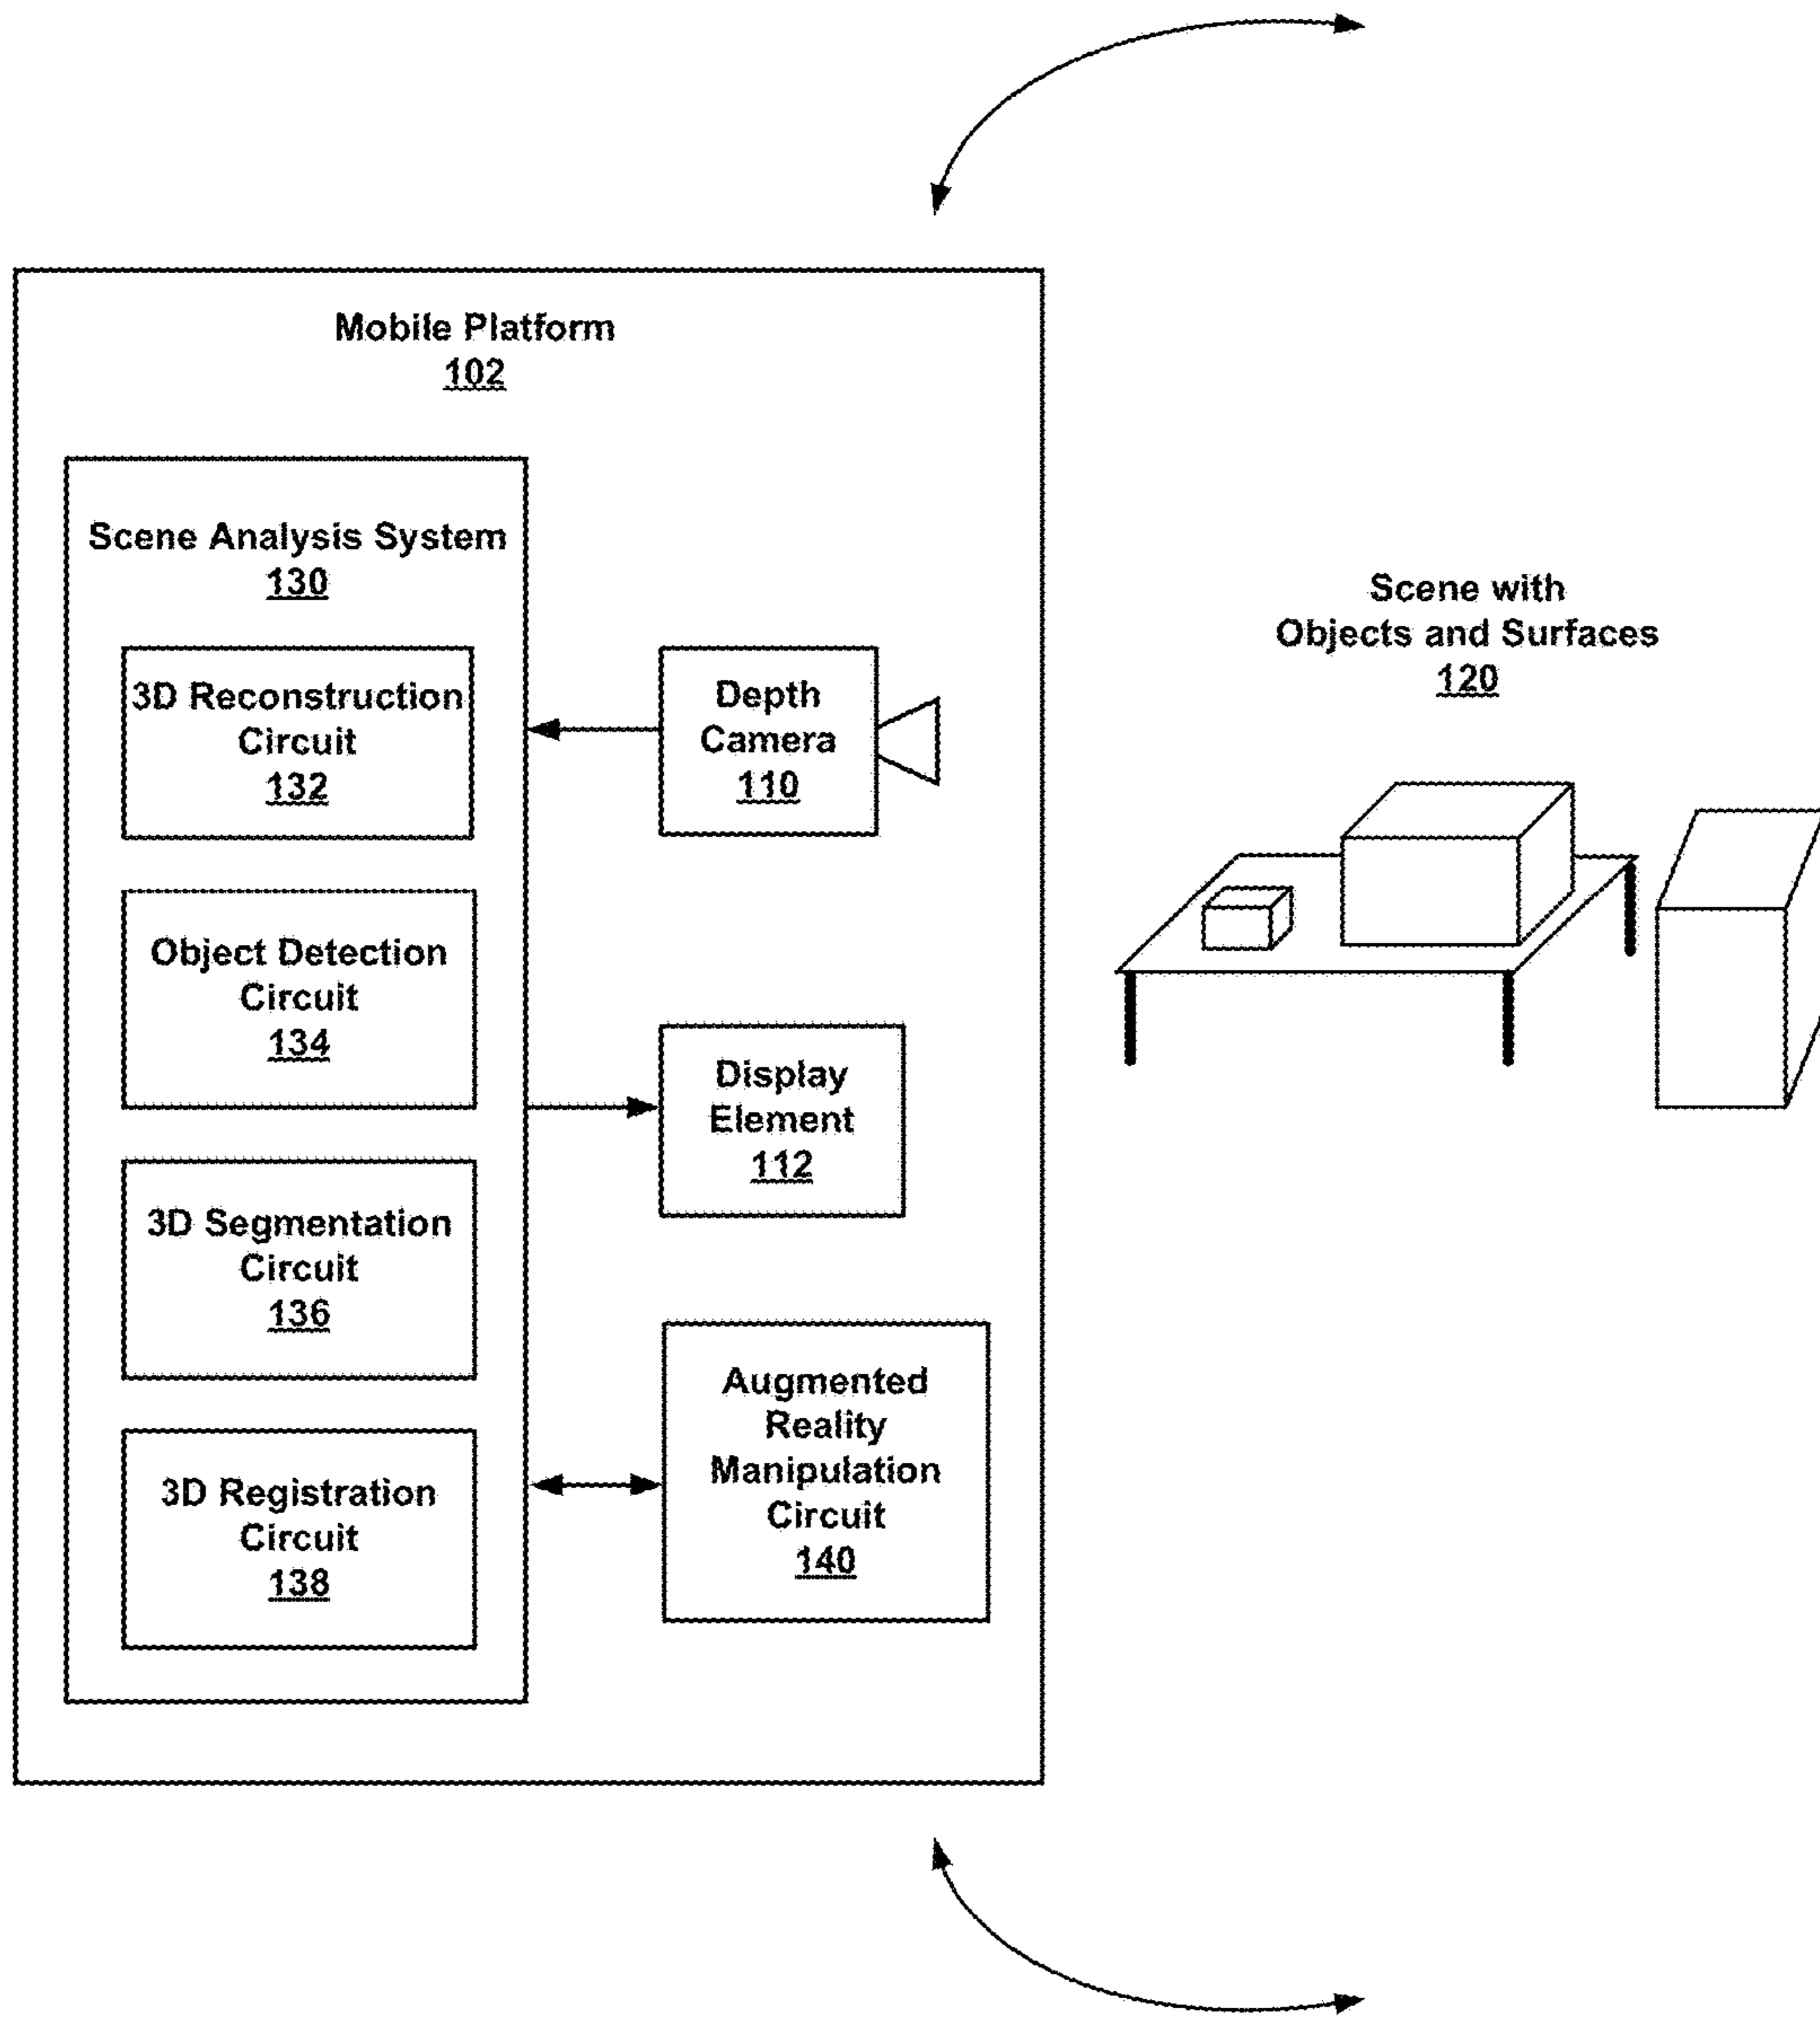 Mobile Platform
102
Scene Analysis System
130
3D Reconstruction
Circuit
132
Object Detection
Circuit
134
3D Segmentation
Circuit
136
3D Registration
Circuit
138
Depth
Camera
110
Display
Element
112
Augmented
Reality
Manipulation
Circuit
140
Scene with
Objects and Surfaces
120